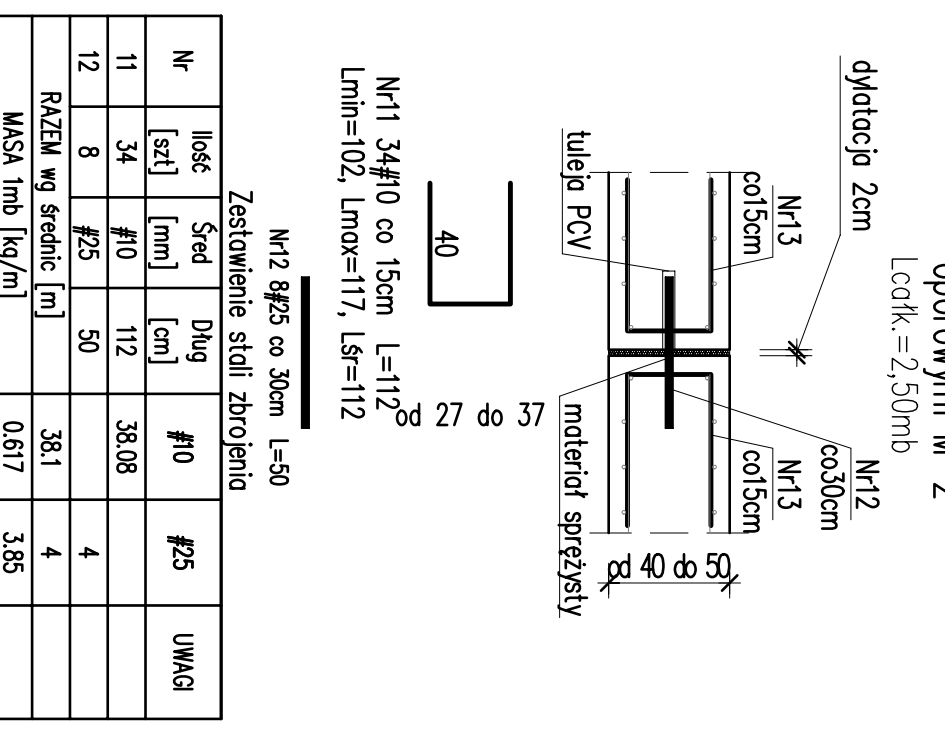 oporowym M 2
Lcałk.=2,50mb
dylatacja 2cm
Nr12
co30cm
Nr13
co15cm
Nr13
co15cm
od 40 do 50
tuleja PCV
materiał sprężysty
40
od 27 do 37
Nr11 34#10 co 15cm L=112
Lmin=102, Lmax=117, Lśr=112
Nr12 8#25 co 30cm L=50
Zestawienie stali zbrojenia
Nr Ilość [szt] Śred [mm] Dług [cm] #10 #25 UWAGI
11 34 #10 112 38.08
12 8 #25 50 4
RAZEM wg średnic [m] 38.1 4
MASA 1mb [kg/m] 0.617 3.85